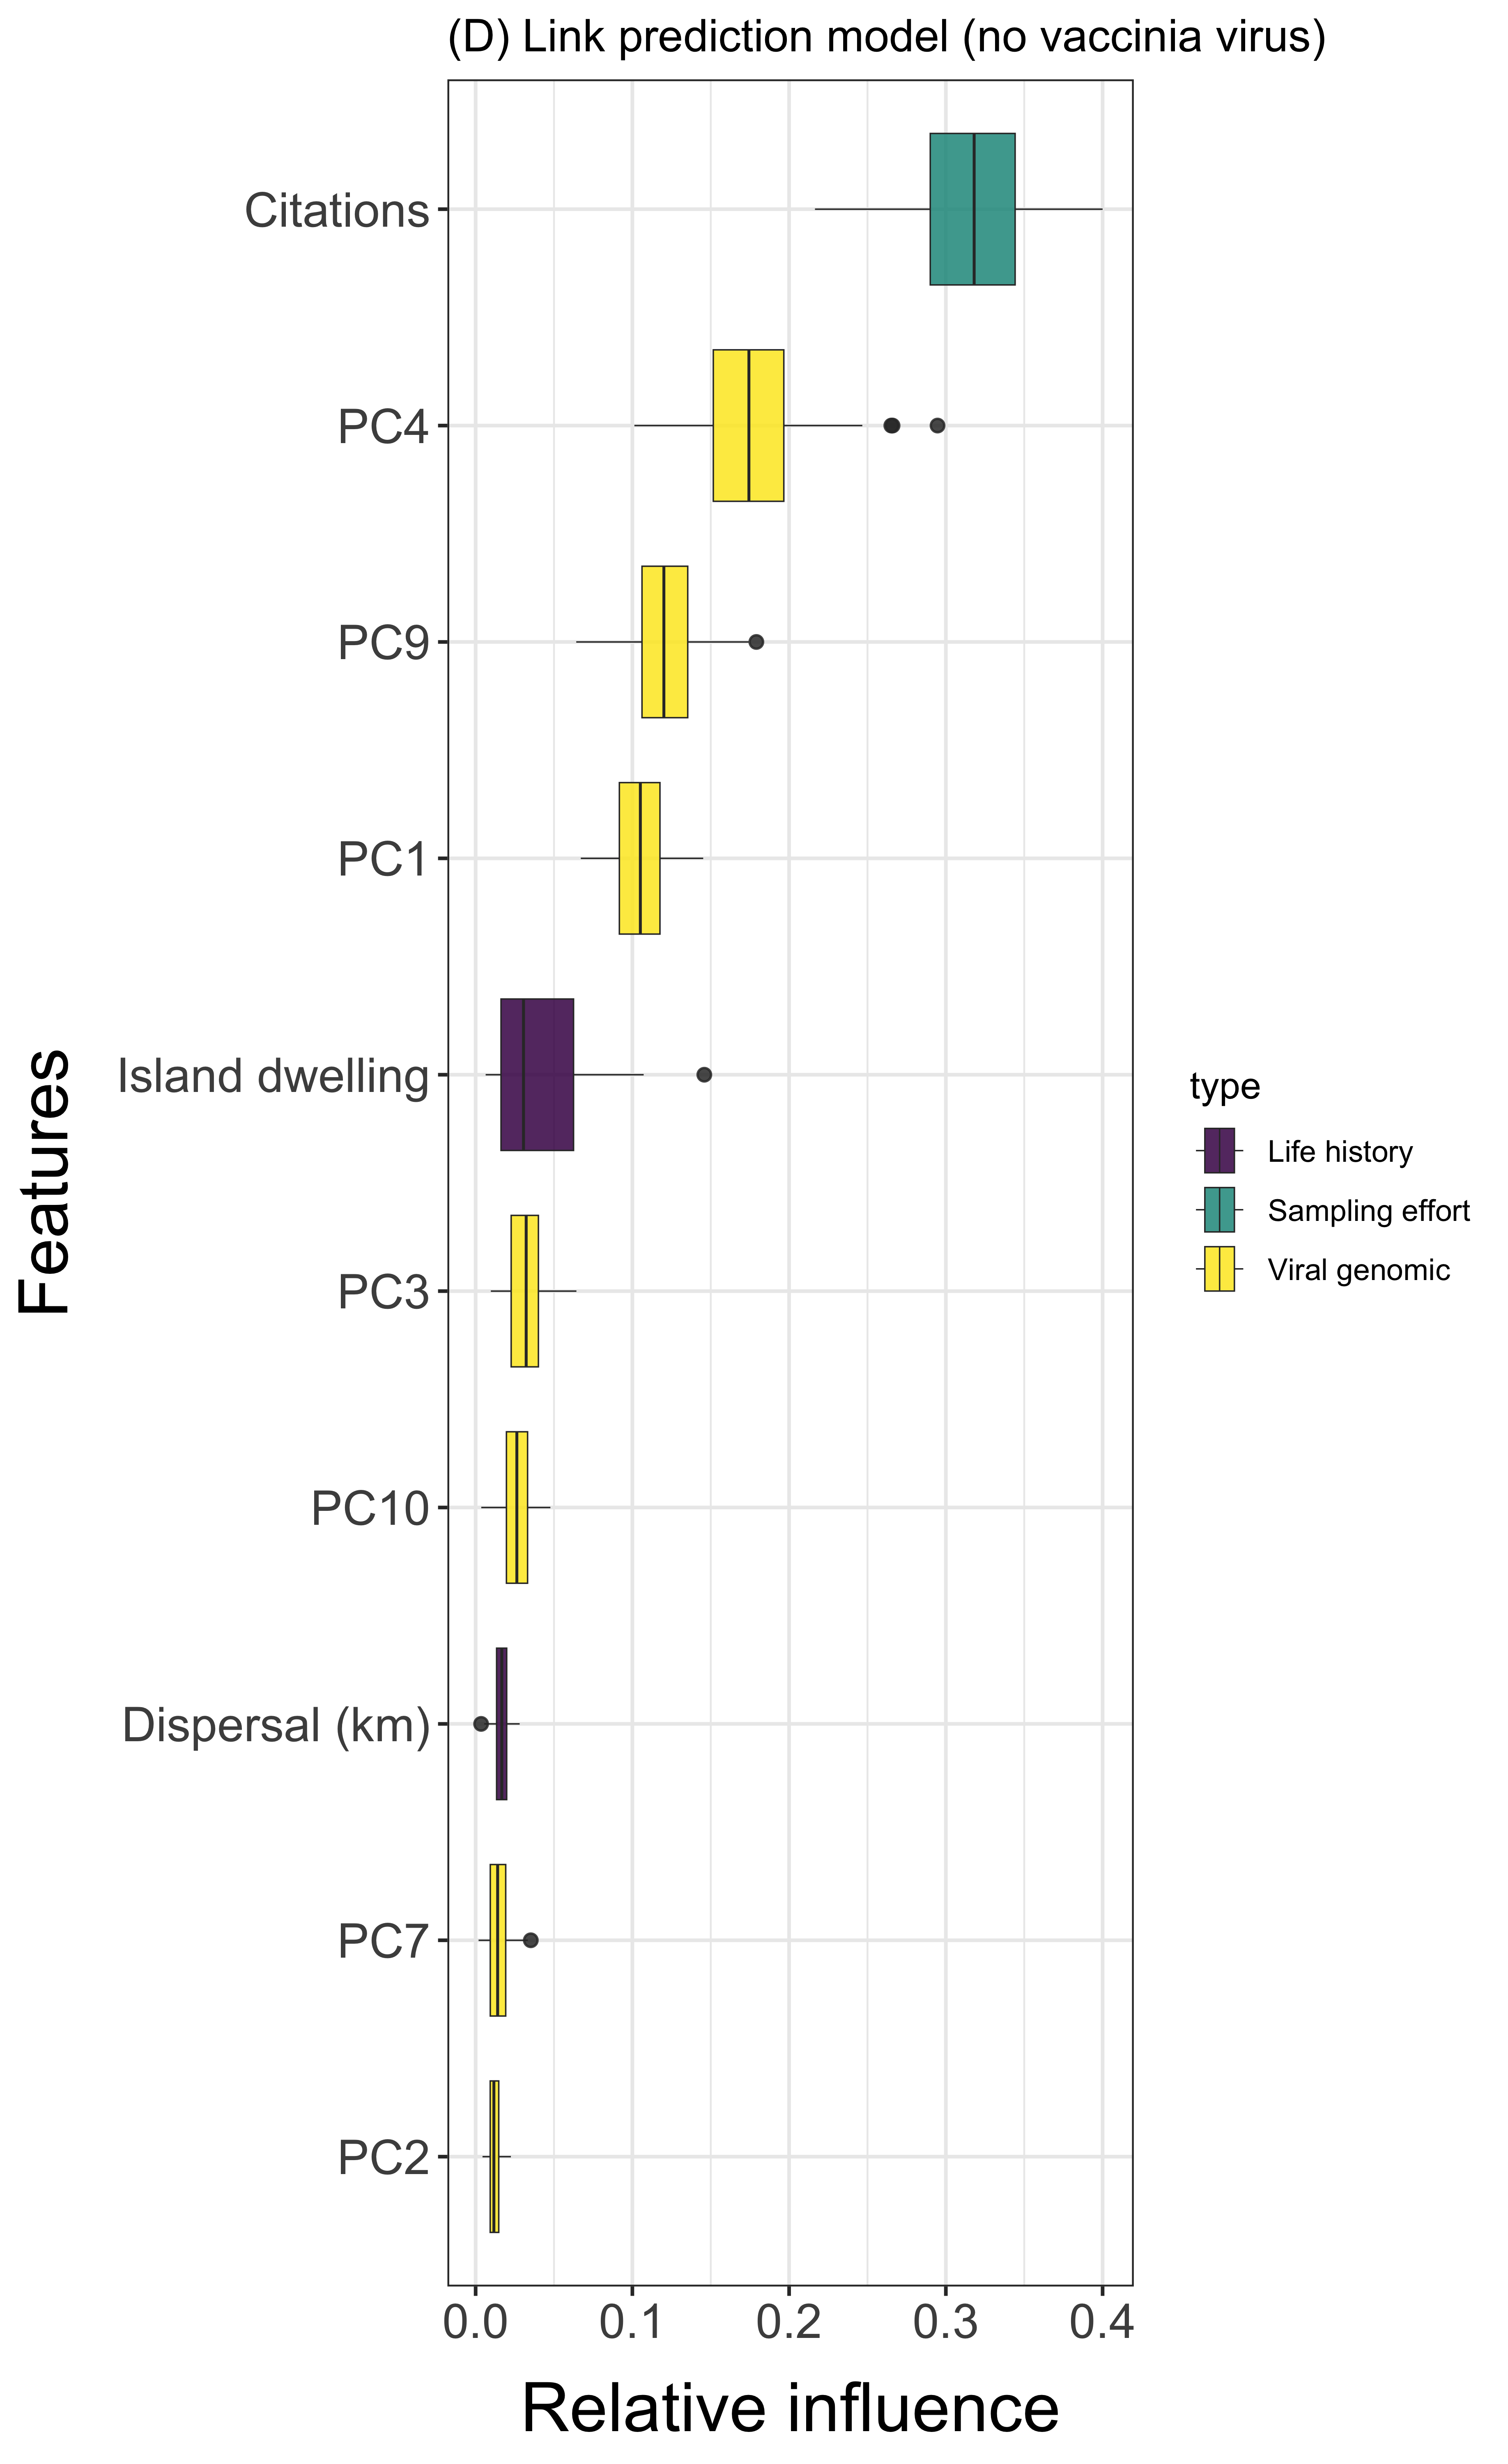 (D) Link prediction model (no vaccinia virus)
Citations
PC4
PC9
PC1
Island dwelling
PC3
PC10
Dispersal (km)
PC7
PC2
Features
0.0 0.1 0.2 0.3 0.4
Relative influence
type
Life history
Sampling effort
Viral genomic